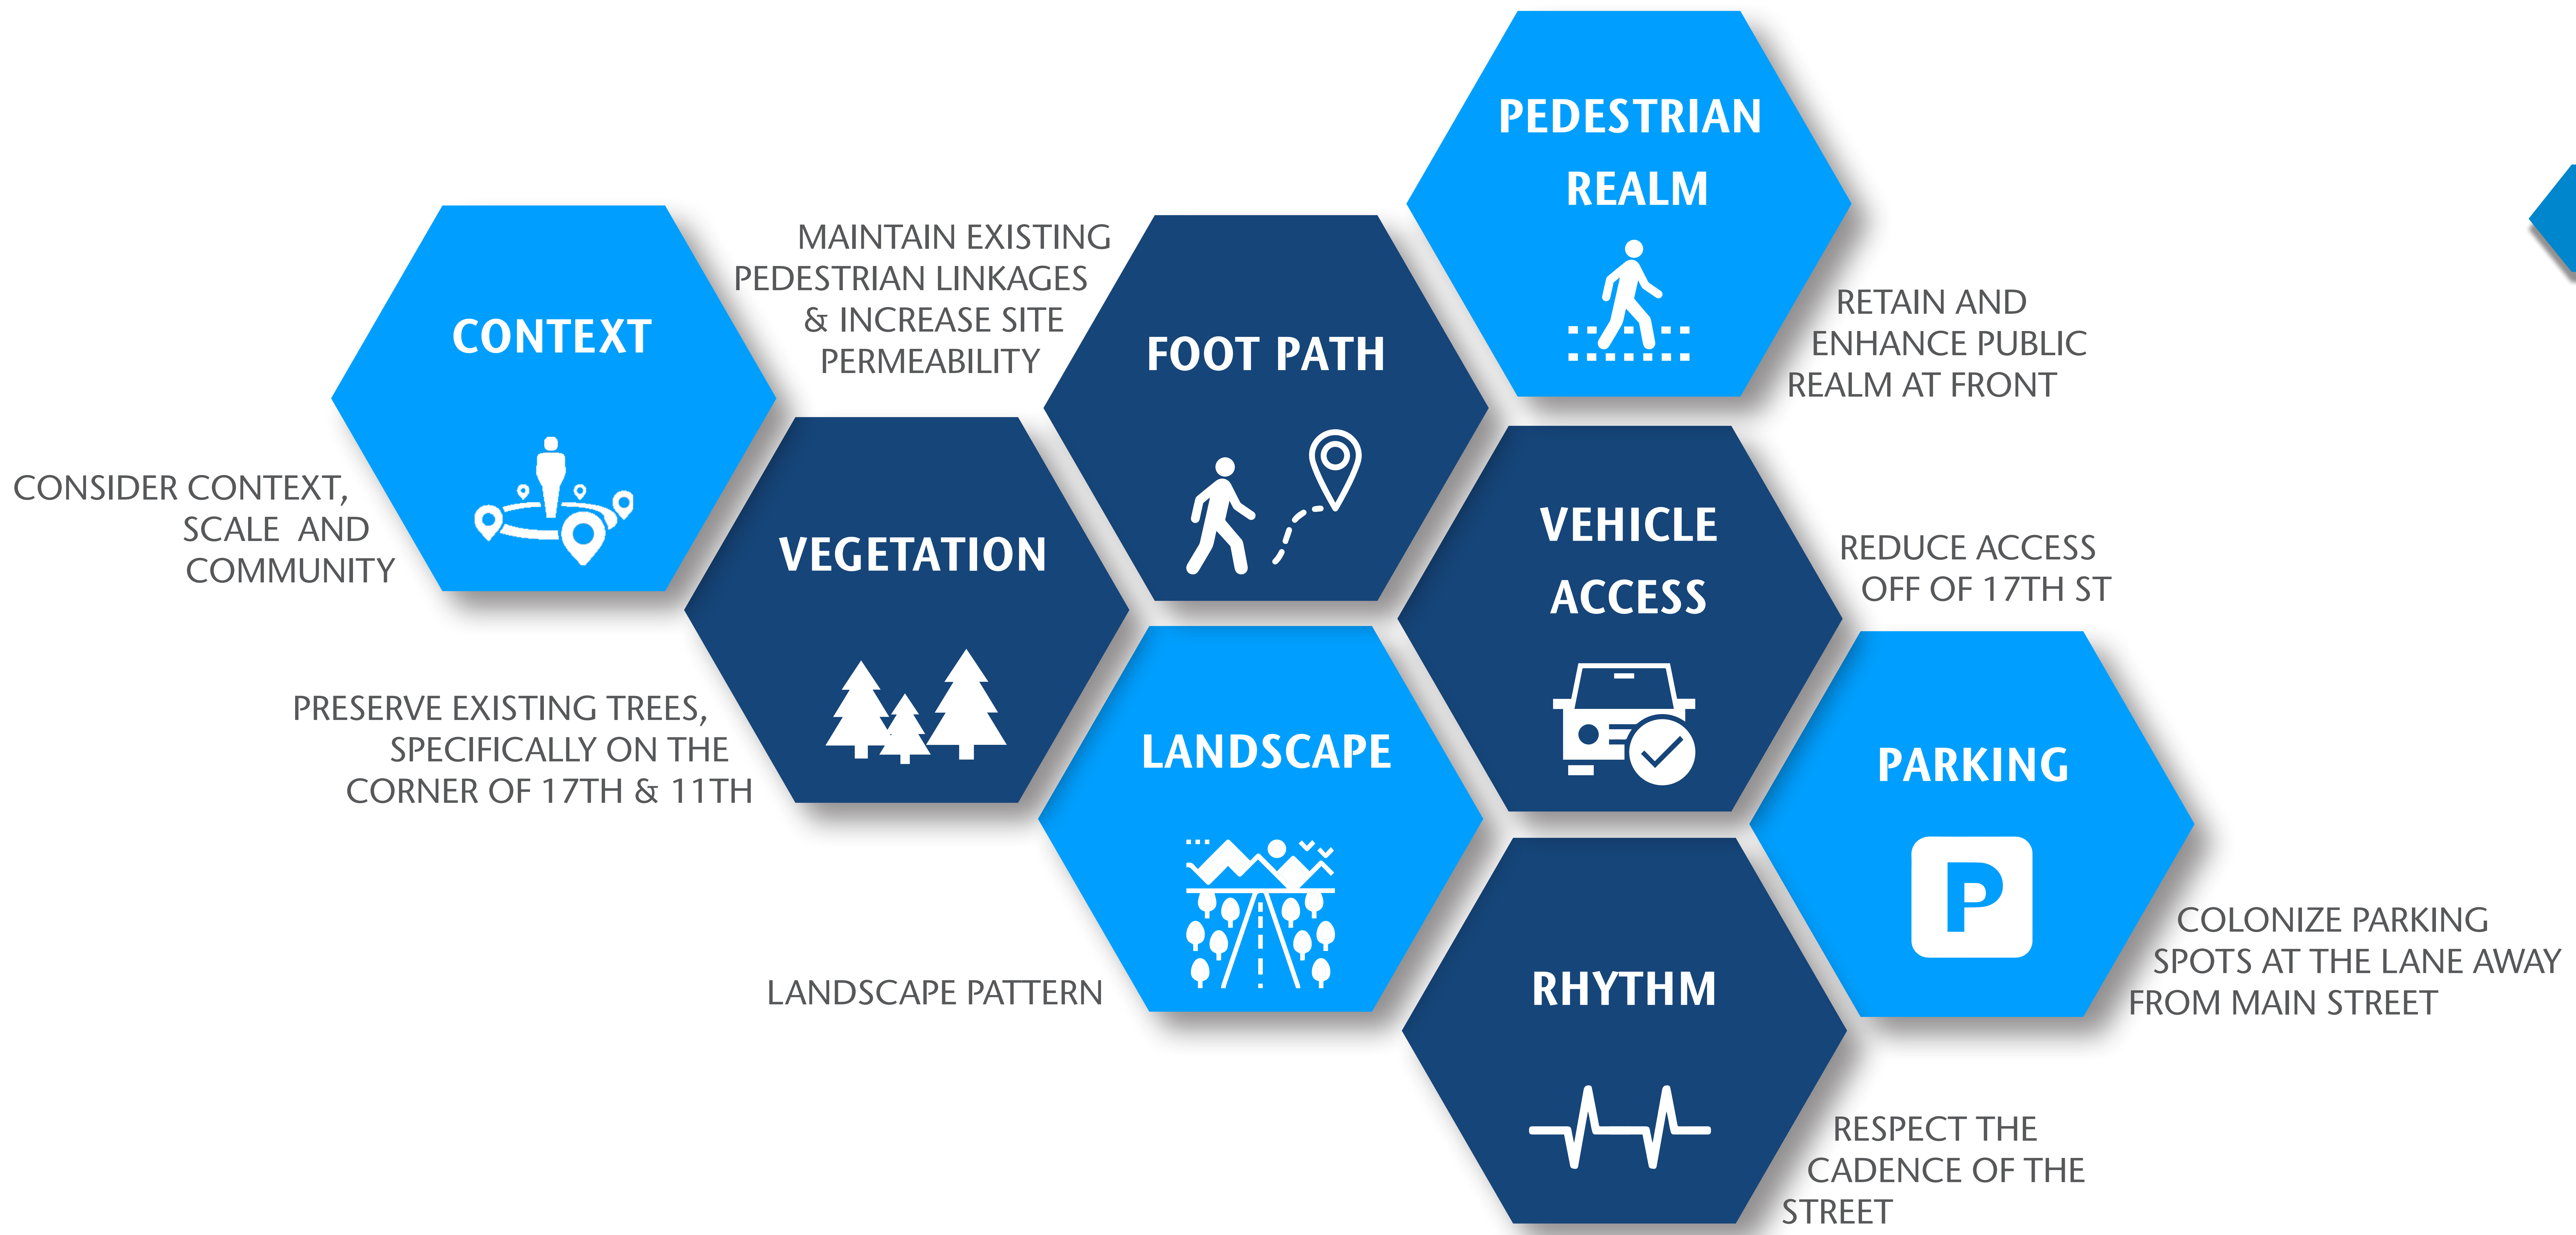 PEDESTRIAN
REALM
RETAIN AND
ENHANCE PUBLIC
REALM AT FRONT
CONTEXT
CONSIDER CONTEXT,
SCALE AND
COMMUNITY
MAINTAIN EXISTING
PEDESTRIAN LINKAGES
& INCREASE SITE
PERMEABILITY
FOOT PATH
VEGETATION
PRESERVE EXISTING TREES,
SPECIFICALLY ON THE
CORNER OF 17TH & 11TH
VEHICLE
ACCESS
REDUCE ACCESS
OFF OF 17TH ST
LANDSCAPE
LANDSCAPE PATTERN
PARKING
P
COLONIZE PARKING
SPOTS AT THE LANE AWAY
FROM MAIN STREET
RHYTHM
RESPECT THE
CADENCE OF THE
STREET